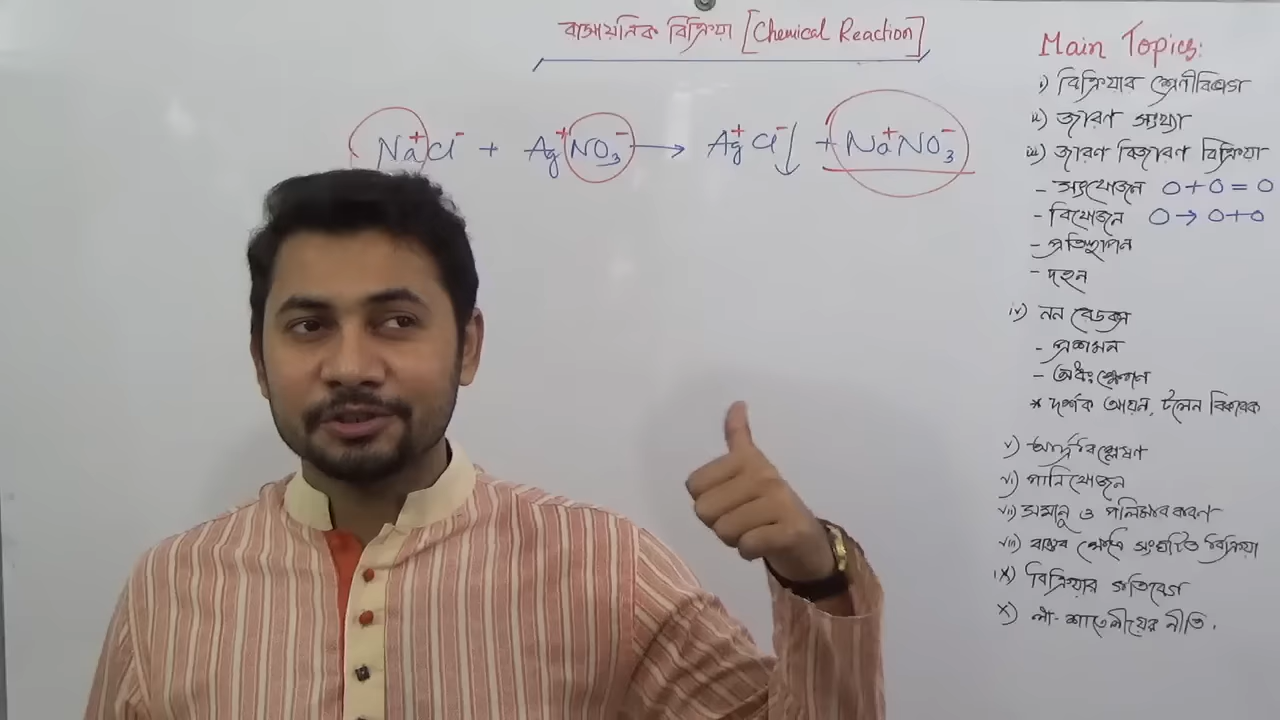 রাসায়নিক বিক্রিয়া [Chemical Reaction]
Na⁺Cl⁻ + Ag⁺NO₃⁻ → Ag⁺Cl⁻↓ + Na⁺NO₃⁻
Main Topics:
i) বিক্রিয়ার শ্রেণীবিভাগ
ii) জারণ সংখ্যা
iii) জারণ বিজারণ বিক্রিয়া
- সংযোজন O + O = O
- বিযোজন O → O + O
- প্রতিস্থাপন
- দহন
iv) নন রেডক্স
- প্রশমন
- অধঃক্ষেপণ
* দর্শক আয়ন, টলেন বিকারক
v) আর্দ্রবিশ্লেষণ
vi) পানিযোজন
vii) সমাণু ও পলিমারকরণ
viii) বাস্তব ক্ষেত্রে সংঘটিত বিক্রিয়া
ix) বিক্রিয়ার গতিবেগ
x) লা-শাতেলীয়ের নীতি.